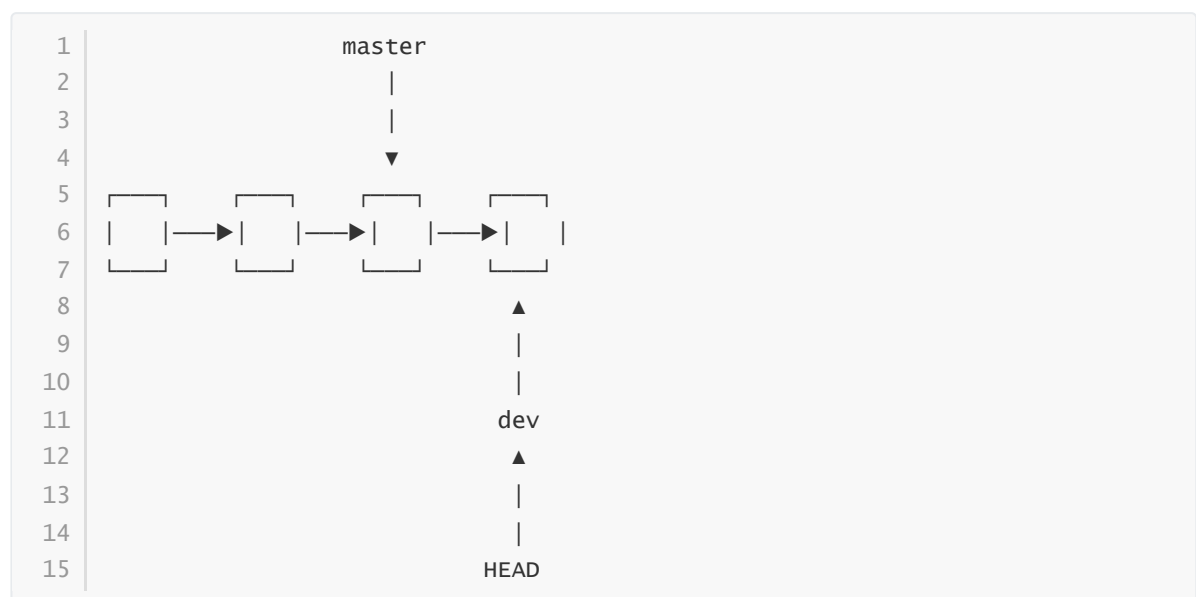 1                    master
2                       |
3                       |
4                       ▼
5  ┌───┐    ┌───┐    ┌───┐    ┌───┐
6  |   |───▶|   |───▶|   |───▶|   |
7  └───┘    └───┘    └───┘    └───┘
8                                ▲
9                                |
10                               |
11                              dev
12                               ▲
13                               |
14                               |
15                             HEAD